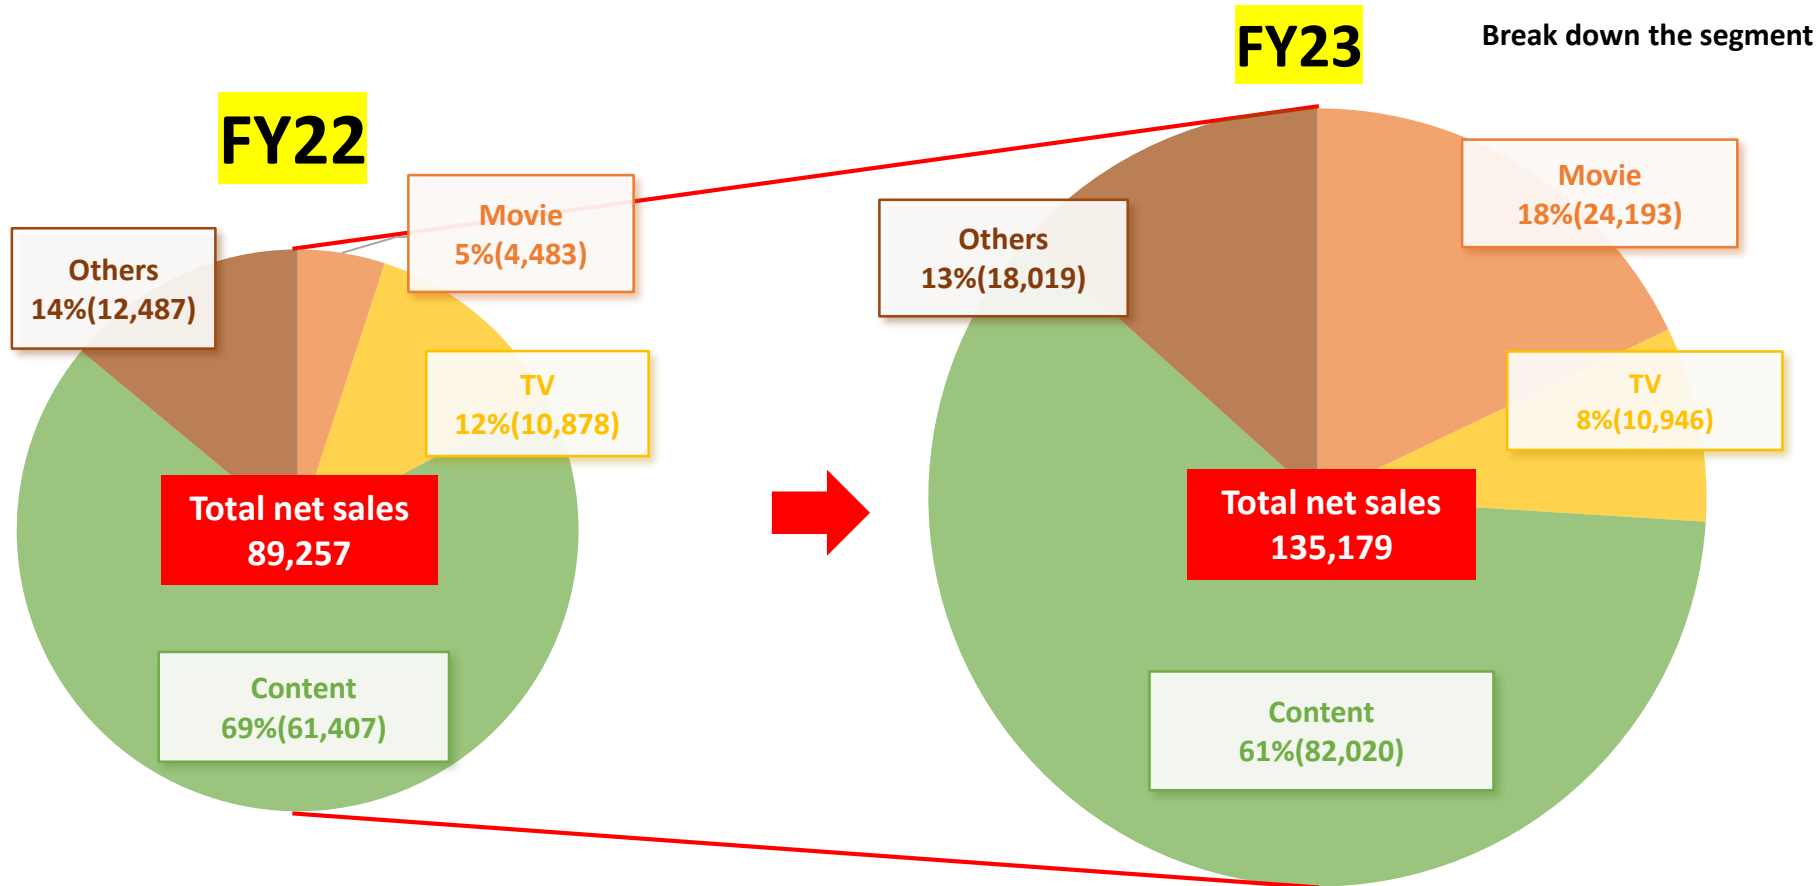 Break down the segment
FY22
Movie
5%(4,483)
Others
14%(12,487)
TV
12%(10,878)
Total net sales
89,257
Content
69%(61,407)
FY23
Movie
18%(24,193)
Others
13%(18,019)
TV
8%(10,946)
Total net sales
135,179
Content
61%(82,020)